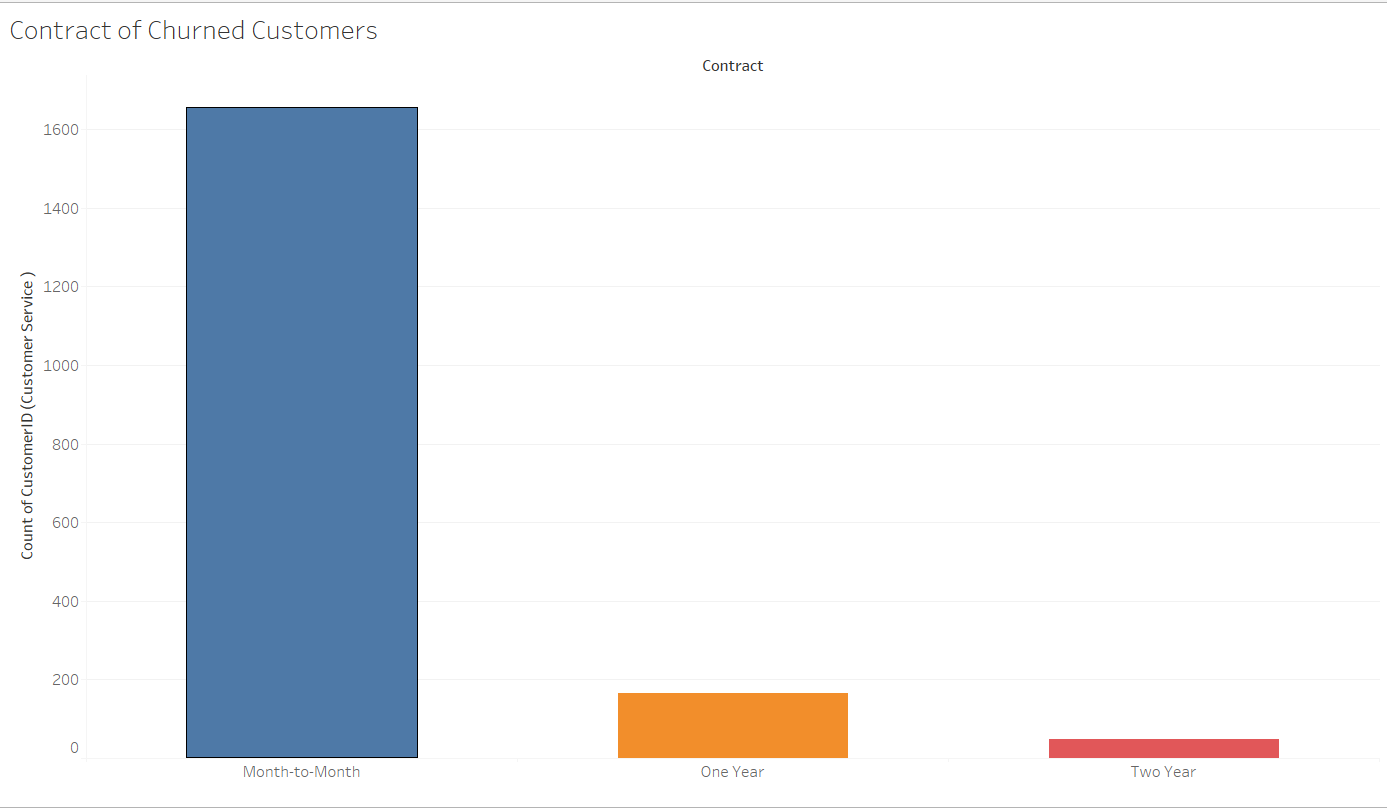 Contract of Churned Customers
Contract
Count of CustomerID (Customer Service )
1600
1400
1200
1000
800
600
400
200
0
Month-to-Month
One Year
Two Year